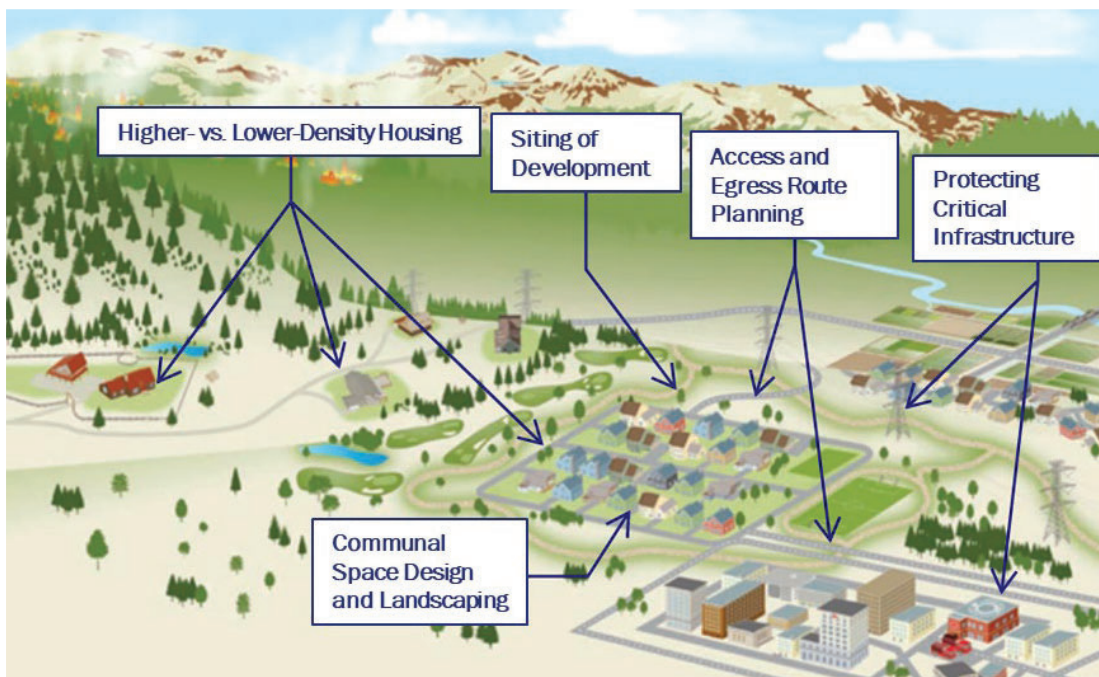 Higher- vs. Lower-Density Housing
Siting of
Development
Access and
Egress Route
Planning
Protecting
Critical
Infrastructure
Communal
Space Design
and Landscaping